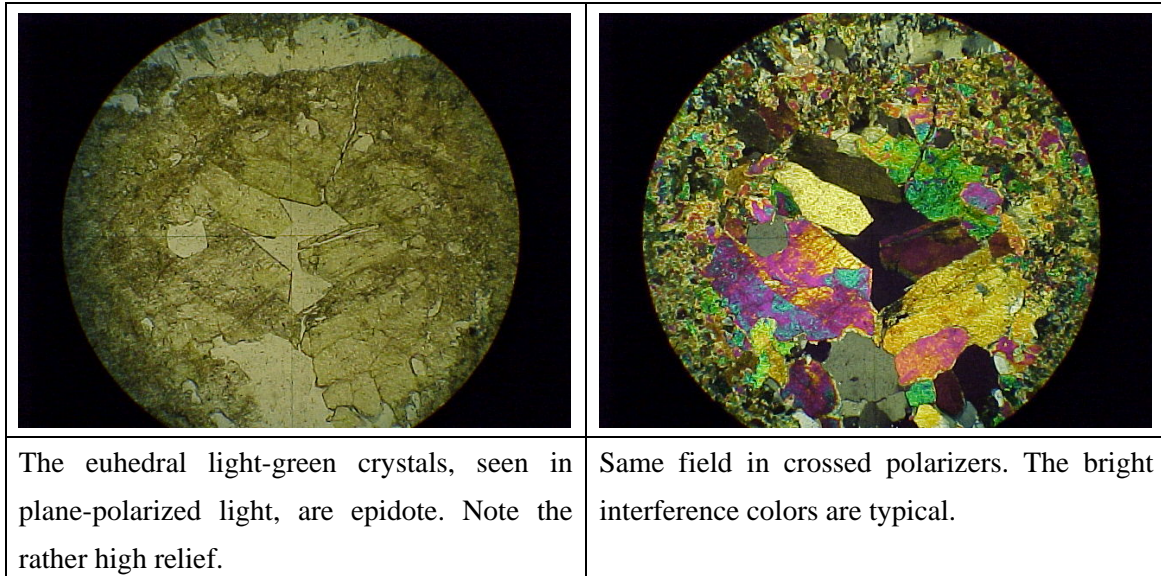 The euhedral light-green crystals, seen in
plane-polarized light, are epidote. Note the
rather high relief.
Same field in crossed polarizers. The bright
interference colors are typical.